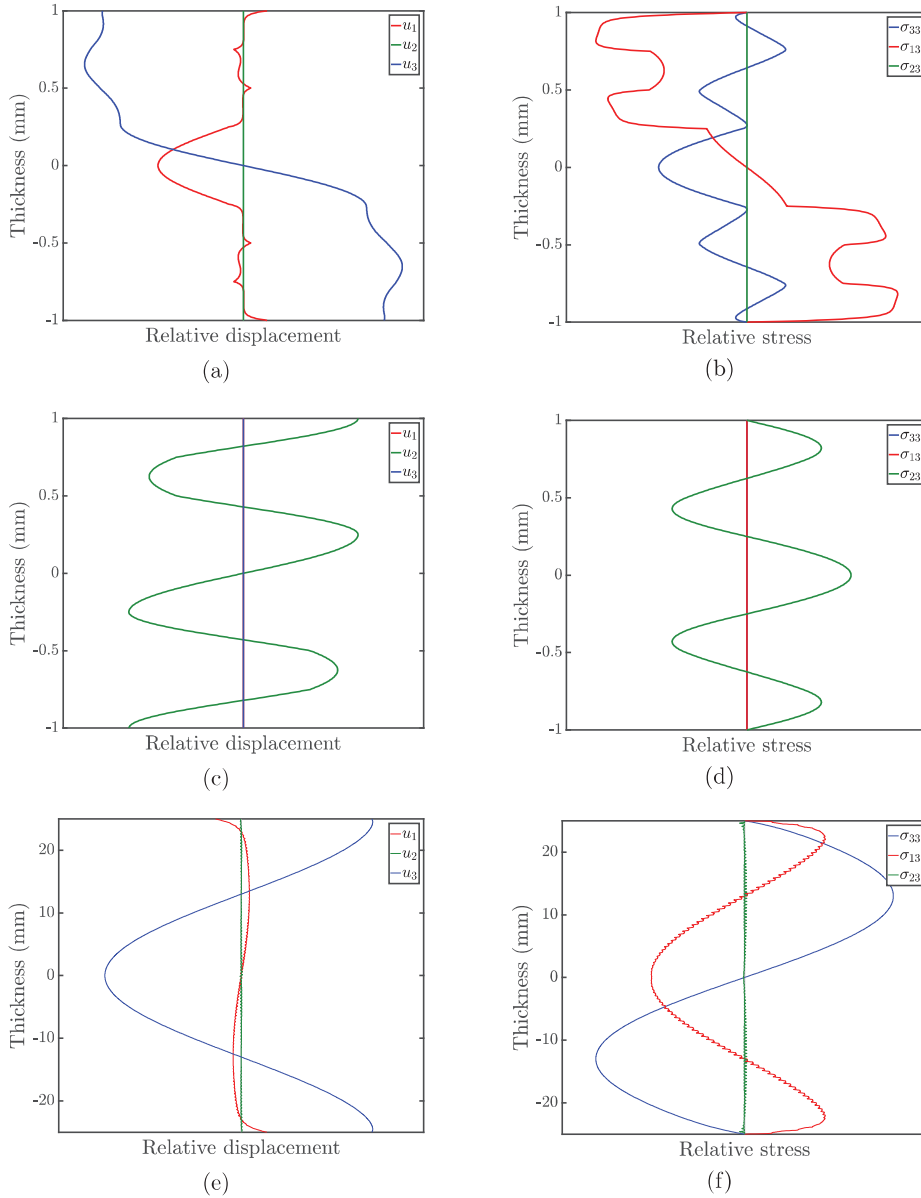 1
0.5
0
-0.5
-1
Thickness (mm)
u₁
u₂
u₃
Relative displacement
(a)
1
0.5
0
-0.5
-1
Thickness (mm)
σ₃₃
σ₁₃
σ₂₃
Relative stress
(b)
1
0.5
0
-0.5
-1
Thickness (mm)
u₁
u₂
u₃
Relative displacement
(c)
1
0.5
0
-0.5
-1
Thickness (mm)
σ₃₃
σ₁₃
σ₂₃
Relative stress
(d)
20
10
0
-10
-20
Thickness (mm)
u₁
u₂
u₃
Relative displacement
(e)
20
10
0
-10
-20
Thickness (mm)
σ₃₃
σ₁₃
σ₂₃
Relative stress
(f)